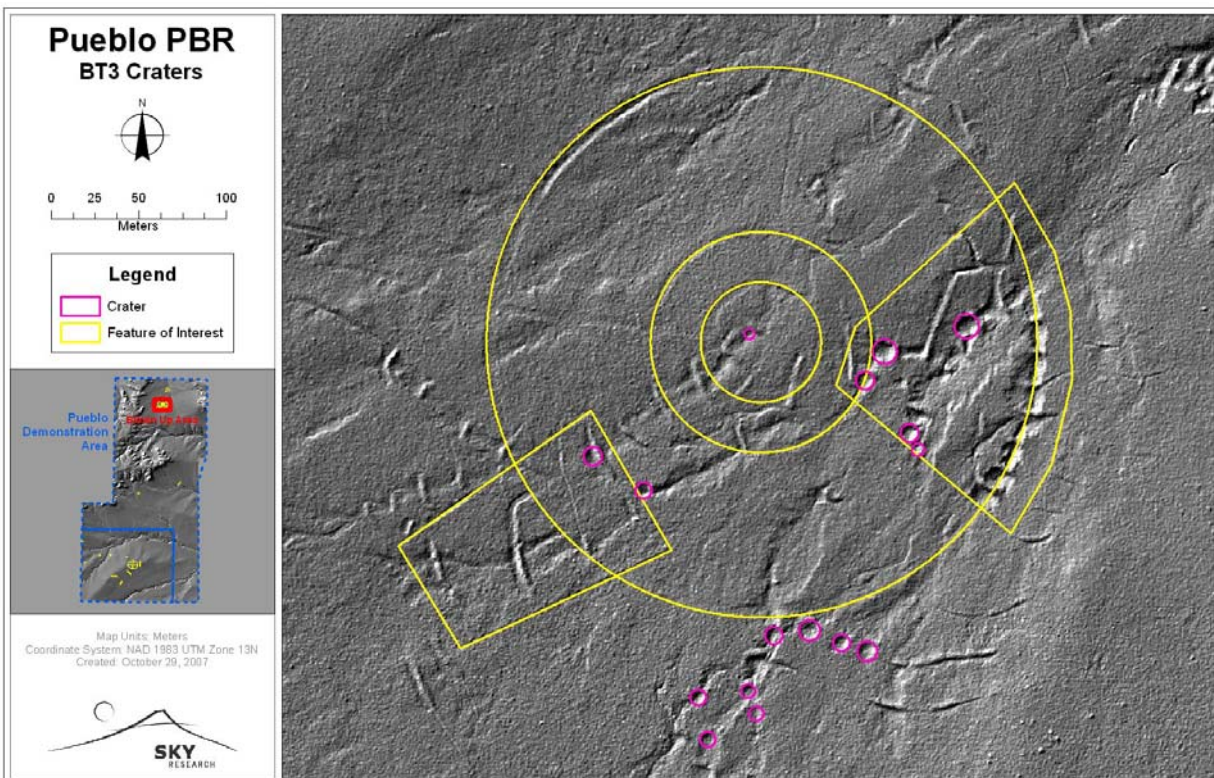 Pueblo PBR
BT3 Craters
N
0 25 50 100
Meters
Legend
Crater
Feature of Interest
Pueblo
Demonstration
Area
Map Units: Meters
Coordinate System: NAD 1983 UTM Zone 13N
Created: October 29, 2007
SKY
RESEARCH